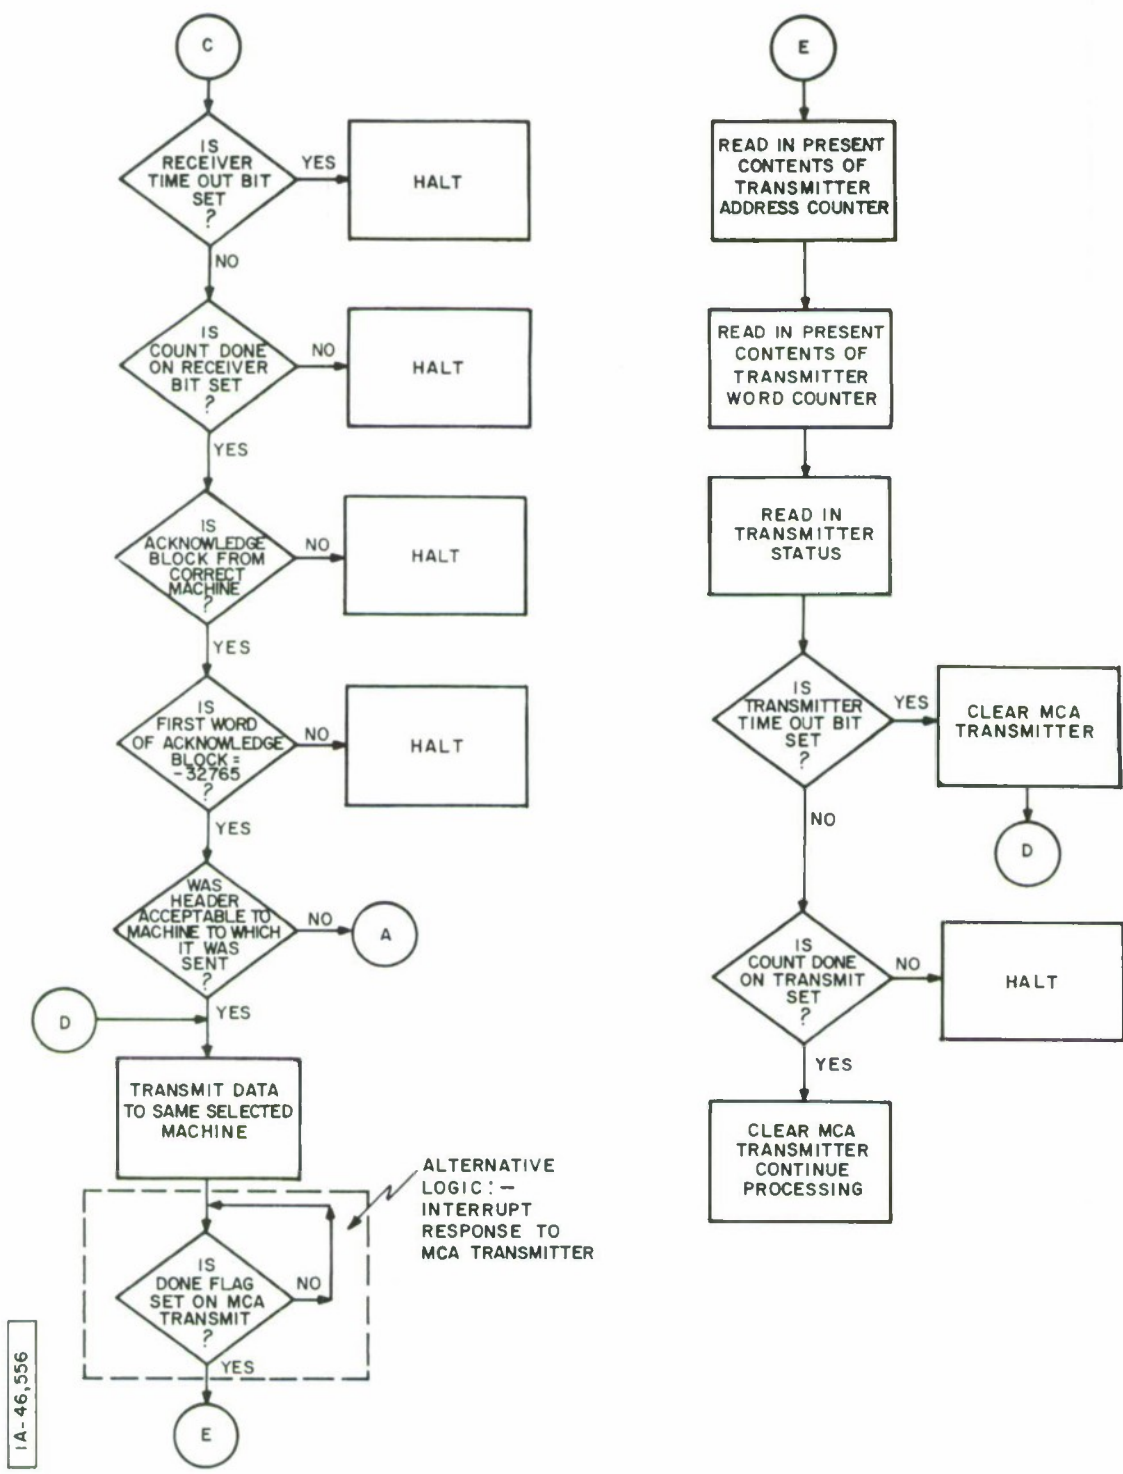 C
IS
RECEIVER
TIME OUT BIT
SET
?
YES
HALT
NO
IS
COUNT DONE
ON RECEIVER
BIT SET
?
NO
HALT
YES
IS
ACKNOWLEDGE
BLOCK FROM
CORRECT
MACHINE
?
NO
HALT
YES
IS
FIRST WORD
OF ACKNOWLEDGE
BLOCK =
-32765
?
NO
HALT
YES
WAS
HEADER
ACCEPTABLE TO
MACHINE TO WHICH
IT WAS
SENT
?
NO
A
YES
D
TRANSMIT DATA
TO SAME SELECTED
MACHINE
ALTERNATIVE
LOGIC:-
INTERRUPT
RESPONSE TO
MCA TRANSMITTER
IS
DONE FLAG
SET ON MCA
TRANSMIT
?
NO
YES
E
IA-46,556
E
READ IN PRESENT
CONTENTS OF
TRANSMITTER
ADDRESS COUNTER
READ IN PRESENT
CONTENTS OF
TRANSMITTER
WORD COUNTER
READ IN
TRANSMITTER
STATUS
IS
TRANSMITTER
TIME OUT BIT
SET
?
YES
CLEAR MCA
TRANSMITTER
D
NO
IS
COUNT DONE
ON TRANSMIT
SET
?
NO
HALT
YES
CLEAR MCA
TRANSMITTER
CONTINUE
PROCESSING